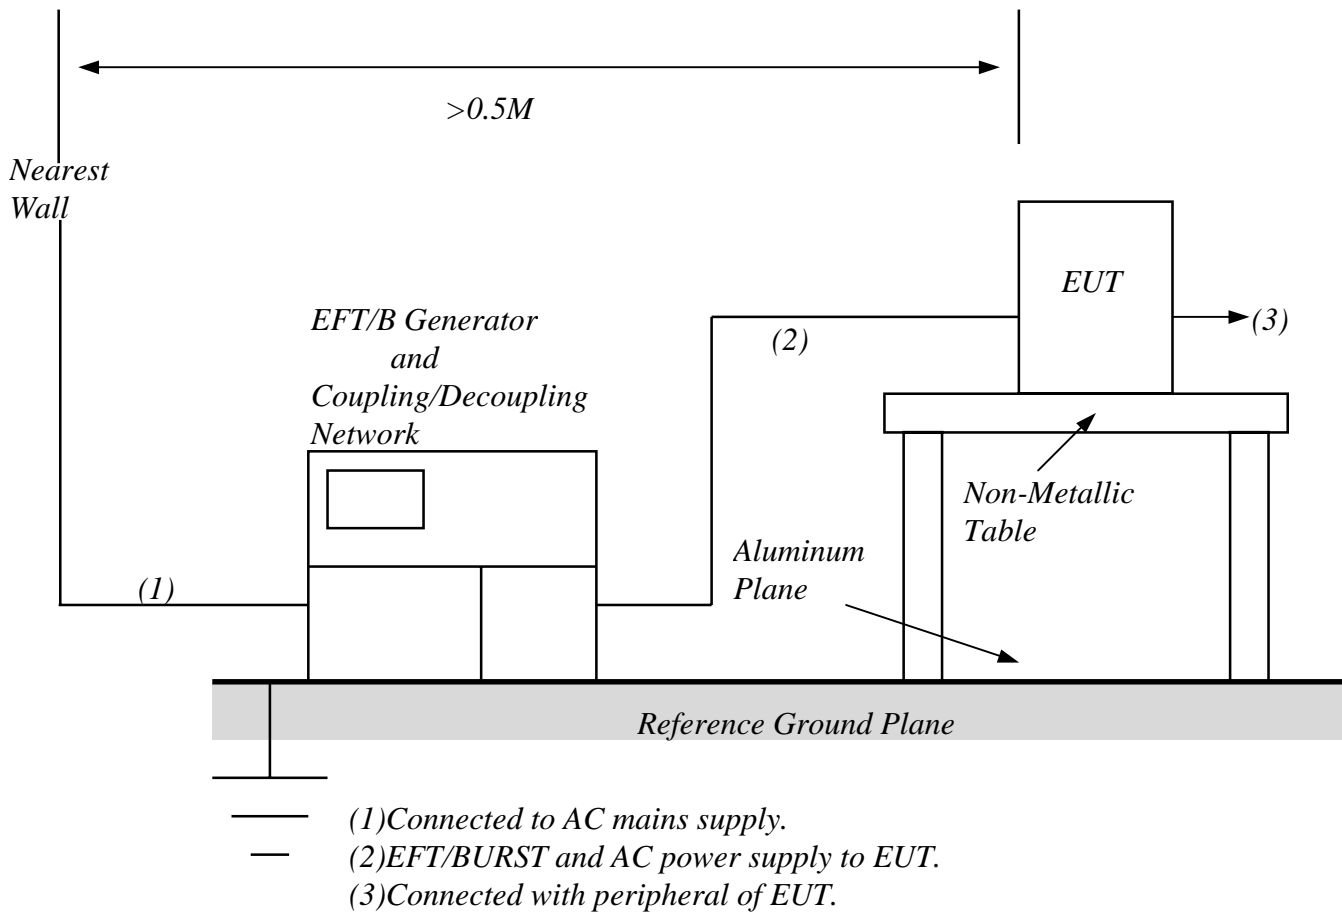 >0.5M
Nearest
Wall
EUT
(3)
EFT/B Generator
and
Coupling/Decoupling
Network
(2)
Non-Metallic
Table
Aluminum
Plane
(1)
Reference Ground Plane
(1)Connected to AC mains supply.
(2)EFT/BURST and AC power supply to EUT.
(3)Connected with peripheral of EUT.